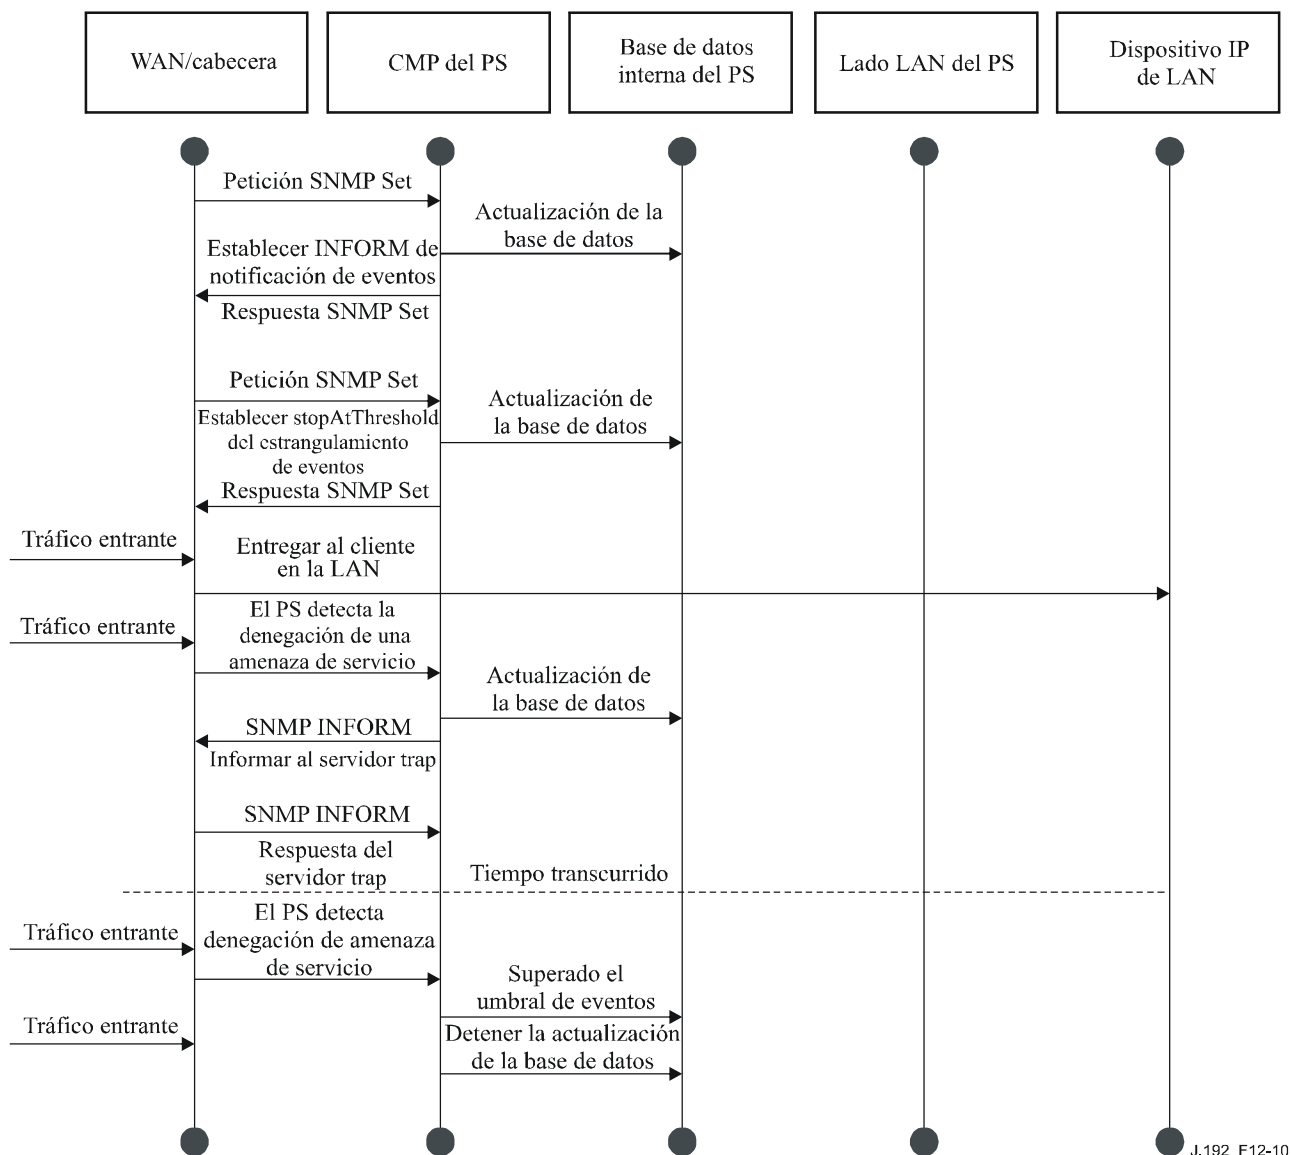 WAN/cabecera
CMP del PS
Base de datos
interna del PS
Lado LAN del PS
Dispositivo IP
de LAN
Petición SNMP Set
Actualización de la
base de datos
Establecer INFORM de
notificación de eventos
Respuesta SNMP Set
Petición SNMP Set
Actualización de
la base de datos
Establecer stopAtThreshold
del estrangulamiento
de eventos
Respuesta SNMP Set
Tráfico entrante
Entregar al cliente
en la LAN
Tráfico entrante
El PS detecta la
denegación de una
amenaza de servicio
Actualización de
la base de datos
SNMP INFORM
Informar al servidor trap
SNMP INFORM
Respuesta del
servidor trap
Tiempo transcurrido
Tráfico entrante
El PS detecta
denegación de amenaza
de servicio
Superado el
umbral de eventos
Tráfico entrante
Detener la actualización
de la base de datos
J.192_F12-10